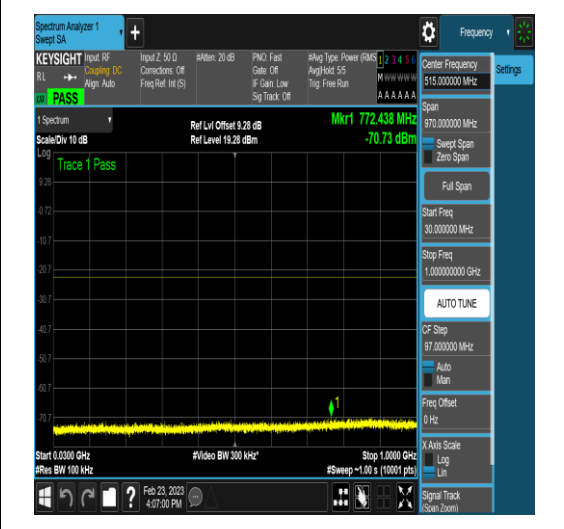 Spectrum Analyzer 1
Swept SA
+
Frequency
KEYSIGHT
RL
PASS
Input: RF
Coupling: DC
Align: Auto
Input Z: 50 Ω
Corrections: Off
Freq Ref: Int (S)
#Atten: 20 dB
PNO: Fast
Gate: Off
IF Gain: Low
Sig Track: Off
#Avg Type: Power (RMS
Avg|Hold: 5/5
Trig: Free Run
1 2 3 4 5 6
M W W W W W
A A A A A A
1 Spectrum
Scale/Div 10 dB
Ref Lvl Offset 9.28 dB
Ref Level 19.28 dBm
Mkr1 772.438 MHz
-70.73 dBm
Log
Trace 1 Pass
9.28
-0.72
-10.7
-20.7
-30.7
-40.7
-50.7
-60.7
-70.7
1
Start 0.0300 GHz
#Res BW 100 kHz
#Video BW 300 kHz*
Stop 1.0000 GHz
#Sweep ~1.00 s (10001 pts)
?
Feb 23, 2023
4:07:00 PM
Center Frequency
515.000000 MHz
Settings
Span
970.000000 MHz
Swept Span
Zero Span
Full Span
Start Freq
30.000000 MHz
Stop Freq
1.000000000 GHz
AUTO TUNE
CF Step
97.000000 MHz
Auto
Man
Freq Offset
0 Hz
X Axis Scale
Log
Lin
Signal Track
(Span Zoom)